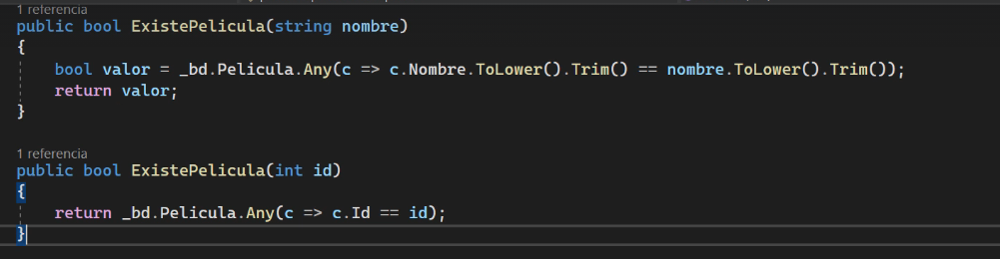 1 referencia
public bool ExistePelicula(string nombre)
{
bool valor = _bd.Pelicula.Any(c => c.Nombre.ToLower().Trim() == nombre.ToLower().Trim());
return valor;
}
1 referencia
public bool ExistePelicula(int id)
{
return _bd.Pelicula.Any(c => c.Id == id);
}